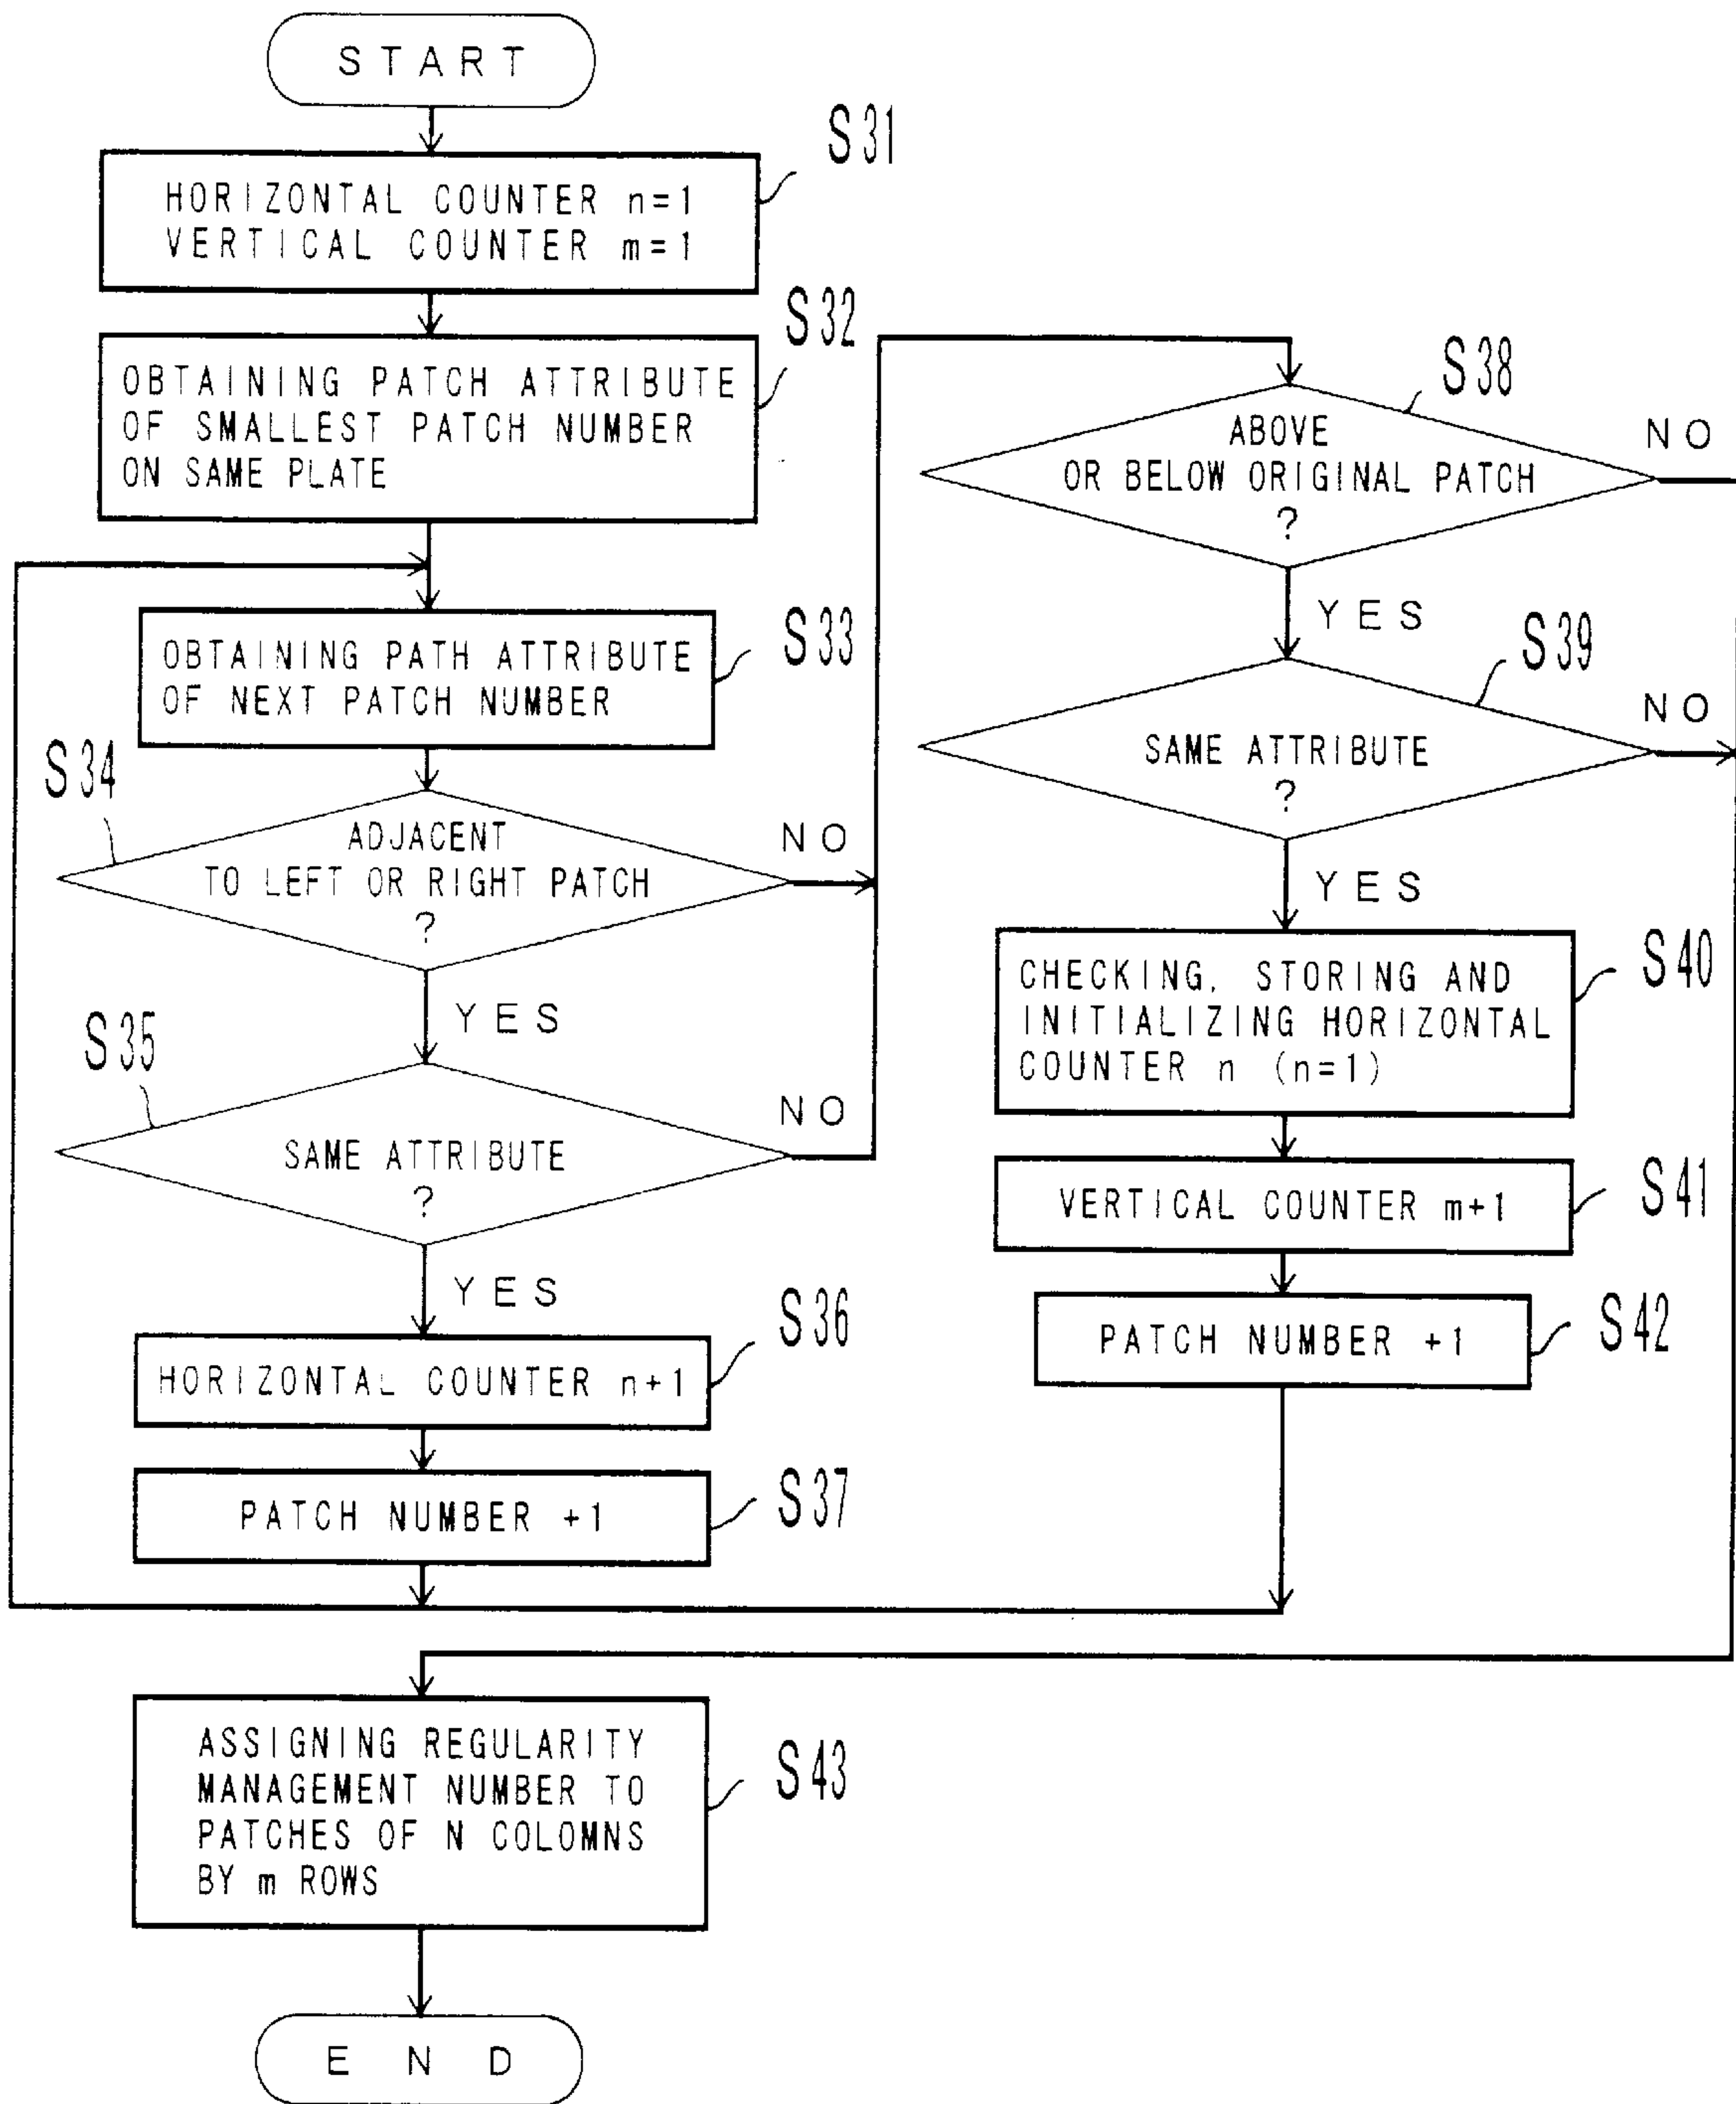 START
S31
HORIZONTAL COUNTER n=1
VERTICAL COUNTER m=1
S32
OBTAINING PATCH ATTRIBUTE
OF SMALLEST PATCH NUMBER
ON SAME PLATE
S33
OBTAINING PATH ATTRIBUTE
OF NEXT PATCH NUMBER
S34
ADJACENT
TO LEFT OR RIGHT PATCH
?
NO
YES
S35
SAME ATTRIBUTE
?
NO
YES
S36
HORIZONTAL COUNTER n+1
S37
PATCH NUMBER +1
S38
ABOVE
OR BELOW ORIGINAL PATCH
?
NO
YES
S39
SAME ATTRIBUTE
?
NO
YES
S40
CHECKING, STORING AND
INITIALIZING HORIZONTAL
COUNTER n (n=1)
S41
VERTICAL COUNTER m+1
S42
PATCH NUMBER +1
S43
ASSIGNING REGULARITY
MANAGEMENT NUMBER TO
PATCHES OF N COLOMNS
BY m ROWS
END